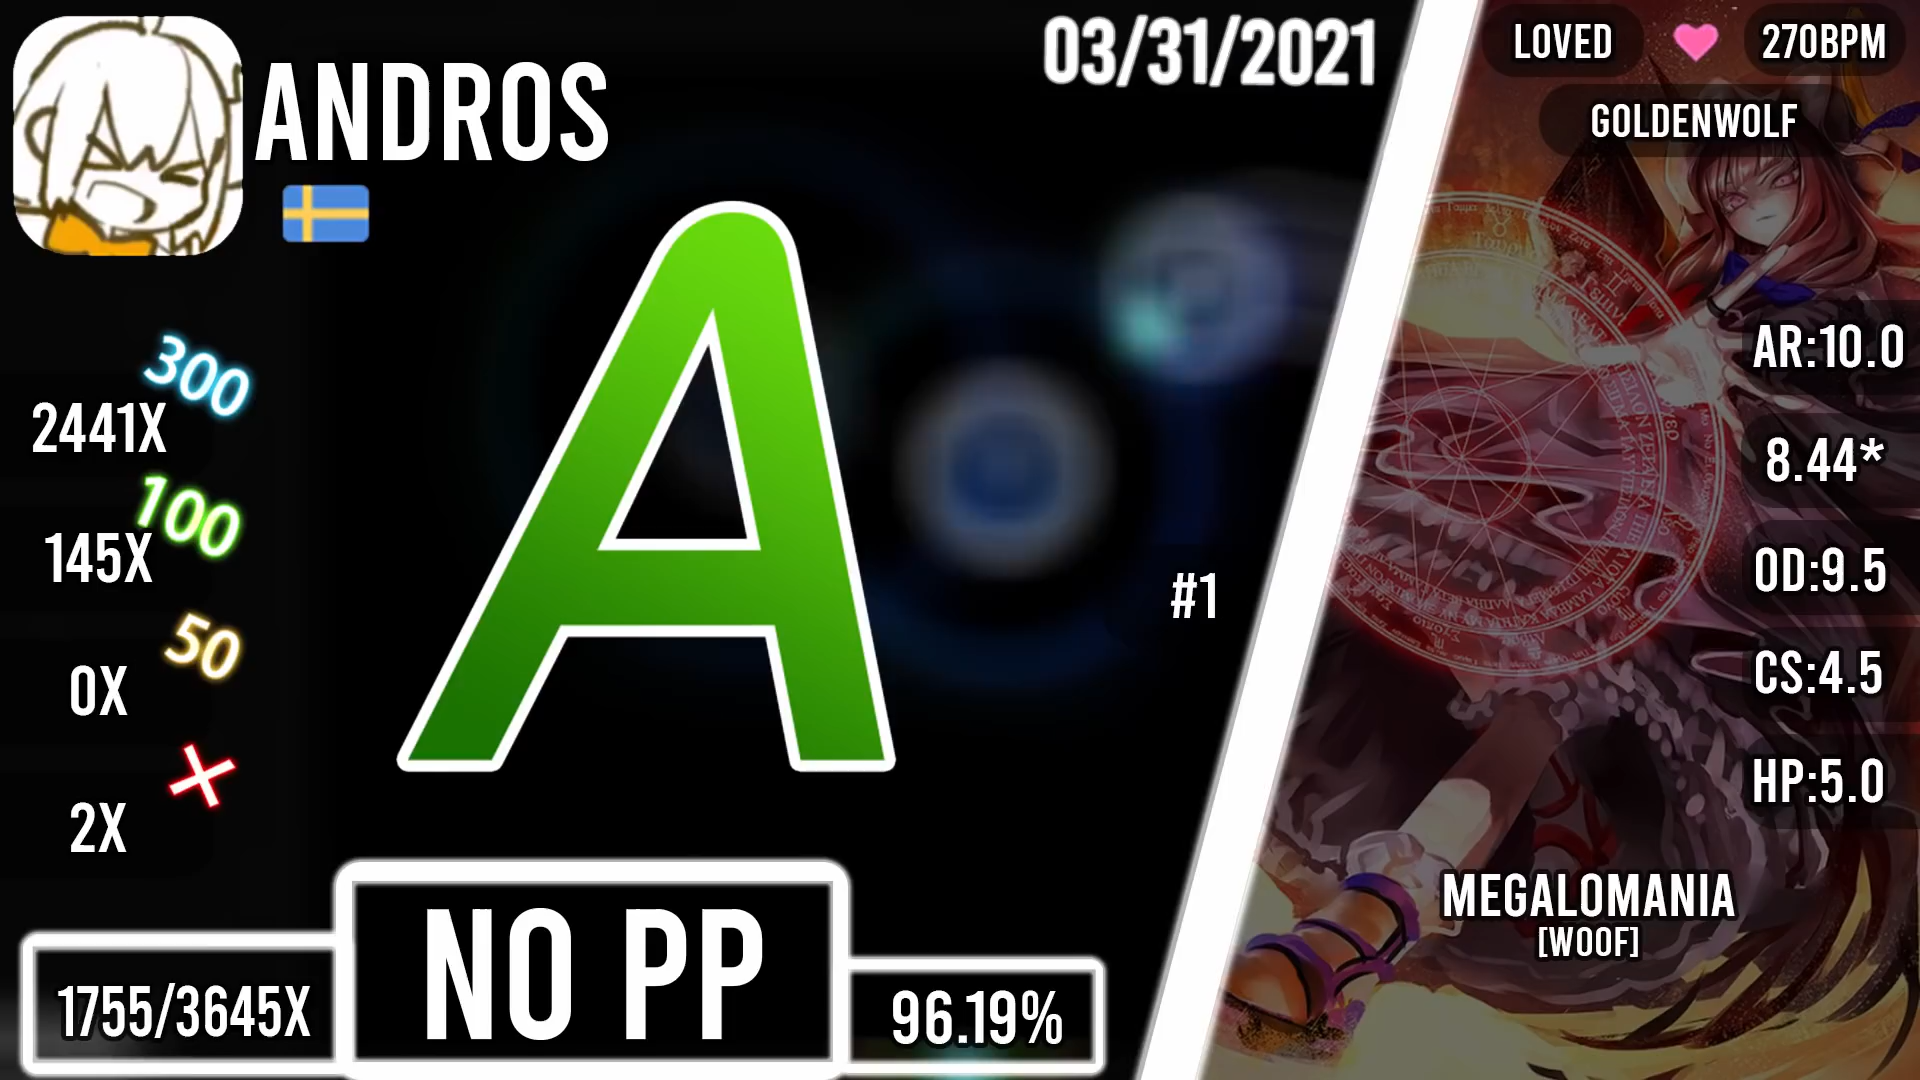 ANDROS
03/31/2021
300
2441X
100
145X
50
0X
2X
A
#1
1755/3645X
NO PP
96.19%
LOVED
270BPM
GOLDENWOLF
AR:10.0
8.44*
OD:9.5
CS:4.5
HP:5.0
MEGALOMANIA
[WOOF]